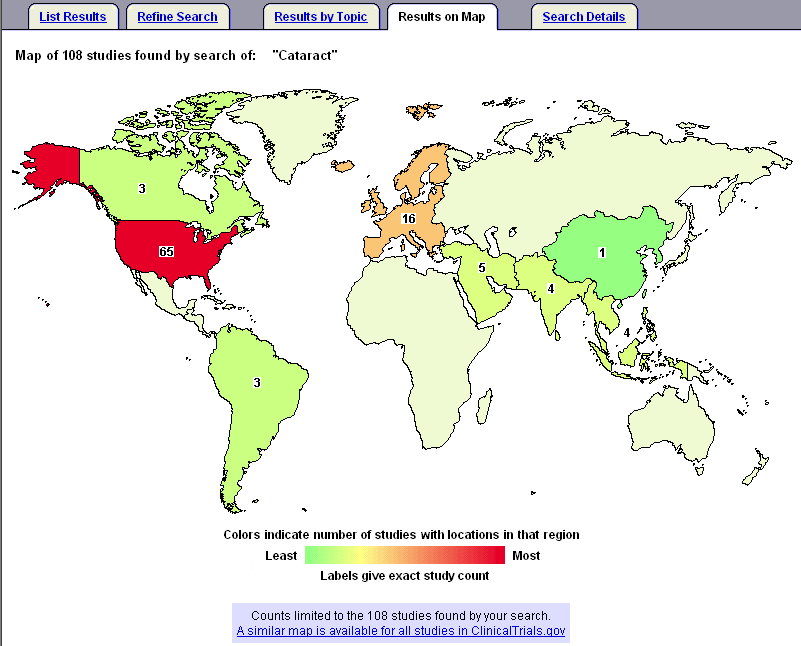 List Results Refine Search Results by Topic Results on Map Search Details
Map of 108 studies found by search of: "Cataract"
3
16
65
1
5
4
4
3
Colors indicate number of studies with locations in that region
Least Most
Labels give exact study count
Counts limited to the 108 studies found by your search.
A similar map is available for all studies in ClinicalTrials.gov